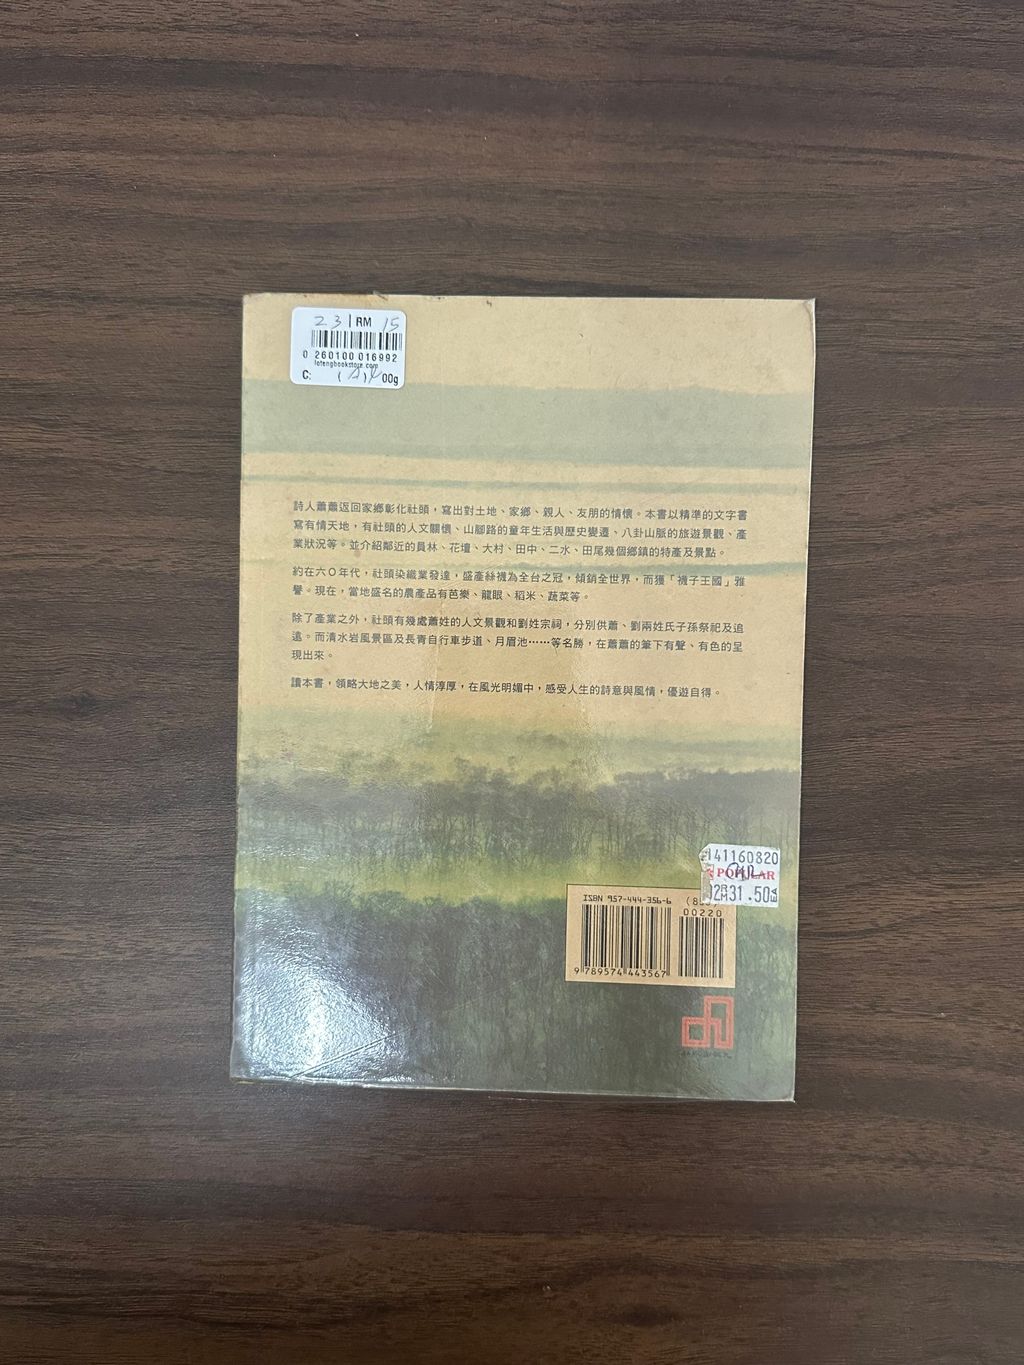 231 RM 15
0 260100 016992
lotengbookstore.com
C: 00g
詩人蕭蕭返回家鄉彰化社頭，寫出對土地、家鄉、親人、友朋的情懷。本書以精準的文字書
寫有情天地，有社頭的人文關懷、山腳路的童年生活與歷史變遷、八卦山脈的旅遊景觀、產
業狀況等。並介紹鄰近的員林、花壇、大村、田中、二水、田尾幾個鄉鎮的特產及景點。
約在六０年代，社頭染織業發達，盛產絲襪為全台之冠，傾銷全世界，而獲「襪子王國」雅
譽。現在，當地盛名的農產品有芭樂、龍眼、稻米、蔬菜等。
除了產業之外，社頭有幾處蕭姓的人文景觀和劉姓宗祠，分別供蕭、劉兩姓氏子孫祭祀及追
遠。而清水岩風景區及長青自行車步道、月眉池……等名勝，在蕭蕭的筆下有聲、有色的呈
現出來。
讀本書，領略大地之美，人情淳厚，在風光明媚中，感受人生的詩意與風情，優遊自得。
141160820
POPULAR
RM31.50
ISBN 957-444-356-6
00220
9 789574 443567